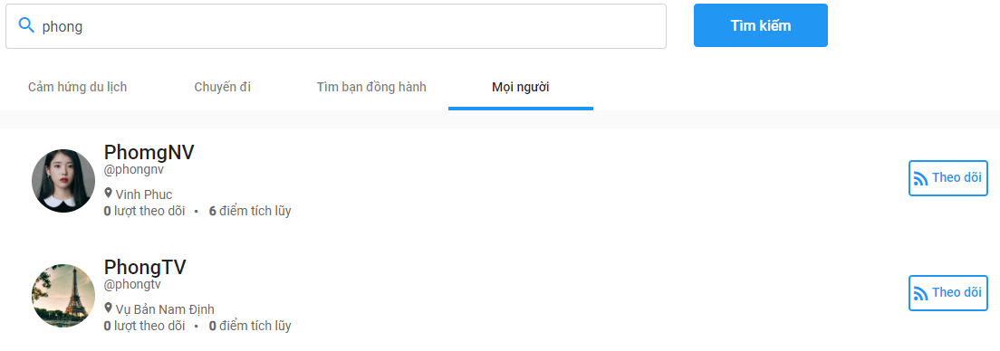 phong
Tìm kiếm
Cảm hứng du lịch
Chuyến đi
Tìm bạn đồng hành
Mọi người
PhomgNV
@phongnv
Vinh Phuc
0 lượt theo dõi • 6 điểm tích lũy
Theo dõi
PhongTV
@phongtv
Vụ Bản Nam Định
0 lượt theo dõi • 0 điểm tích lũy
Theo dõi